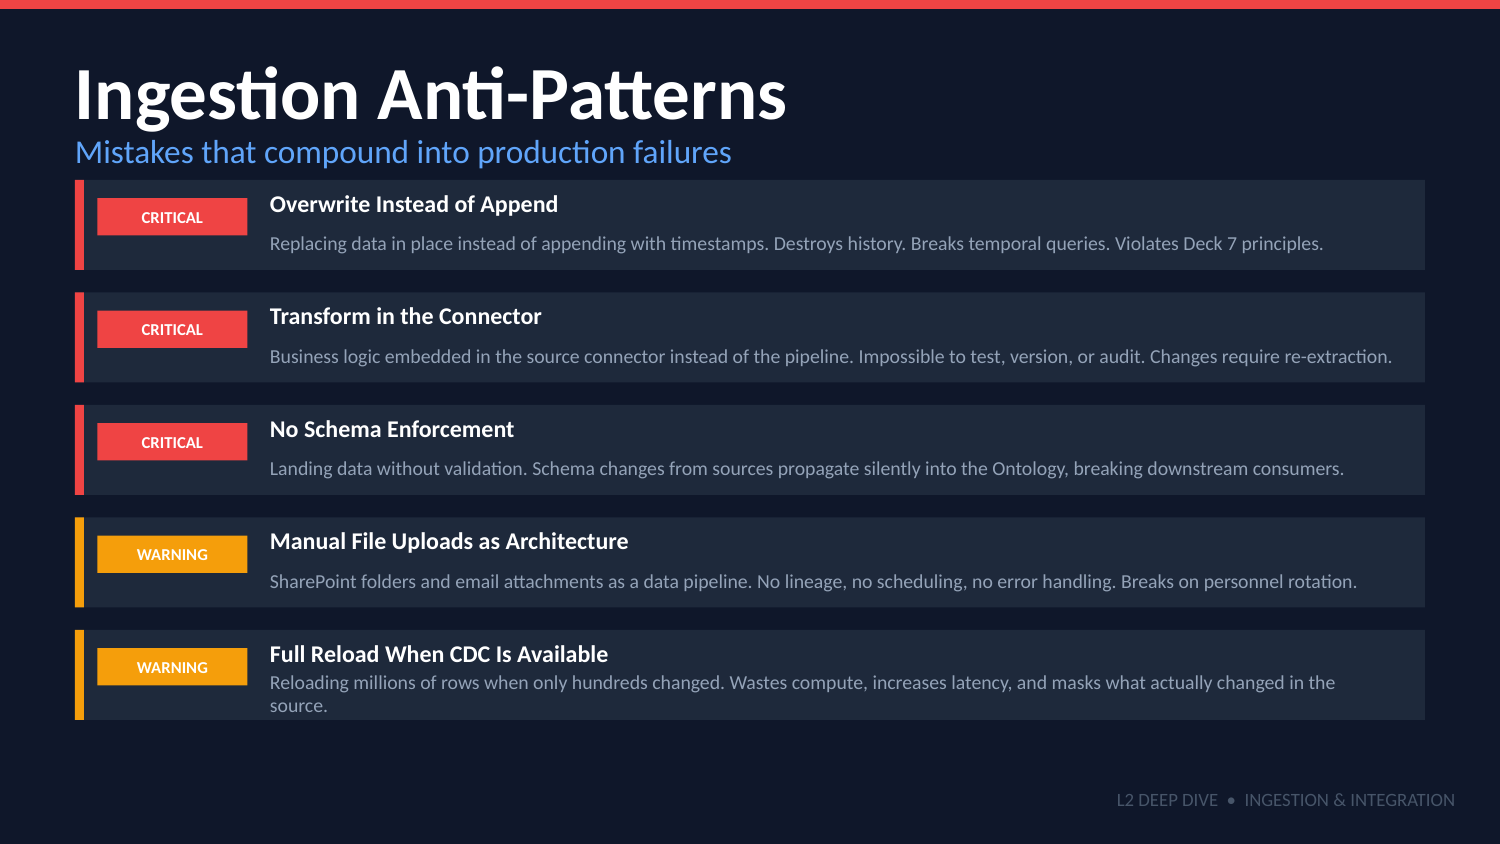 Ingestion Anti-Patterns
Mistakes that compound into production failures
CRITICAL
Overwrite Instead of Append
Replacing data in place instead of appending with timestamps. Destroys history. Breaks temporal queries. Violates Deck 7 principles.
CRITICAL
Transform in the Connector
Business logic embedded in the source connector instead of the pipeline. Impossible to test, version, or audit. Changes require re-extraction.
CRITICAL
No Schema Enforcement
Landing data without validation. Schema changes from sources propagate silently into the Ontology, breaking downstream consumers.
WARNING
Manual File Uploads as Architecture
SharePoint folders and email attachments as a data pipeline. No lineage, no scheduling, no error handling. Breaks on personnel rotation.
WARNING
Full Reload When CDC Is Available
Reloading millions of rows when only hundreds changed. Wastes compute, increases latency, and masks what actually changed in the
source.
L2 DEEP DIVE • INGESTION & INTEGRATION